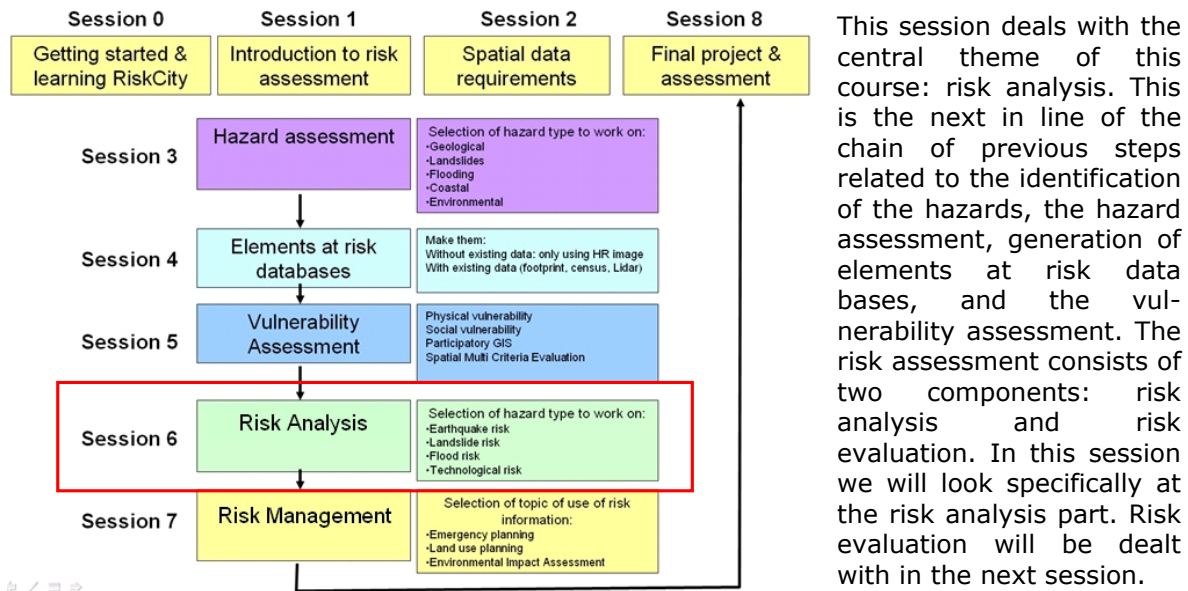 Session 0
Session 1
Session 2
Session 8
Getting started &
learning RiskCity
Introduction to risk
assessment
Spatial data
requirements
Final project &
assessment
Session 3
Hazard assessment
Selection of hazard type to work on:
•Geological
•Landslides
•Flooding
•Coastal
•Environmental
Session 4
Elements at risk
databases
Make them:
Without existing data: only using HR image
With existing data (footprint, census, Lidar)
Session 5
Vulnerability
Assessment
Physical vulnerability
Social vulnerability
Participatory GIS
Spatial Multi Criteria Evaluation
Session 6
Risk Analysis
Selection of hazard type to work on:
•Earthquake risk
•Landslide risk
•Flood risk
•Technological risk
Session 7
Risk Management
Selection of topic of use of risk
information:
•Emergency planning
•Land use planning
•Environmental Impact Assessment
This session deals with the
central theme of this
course: risk analysis. This
is the next in line of the
chain of previous steps
related to the identification
of the hazards, the hazard
assessment, generation of
elements at risk data
bases, and the vul-
nerability assessment. The
risk assessment consists of
two components: risk
analysis and risk
evaluation. In this session
we will look specifically at
the risk analysis part. Risk
evaluation will be dealt
with in the next session.